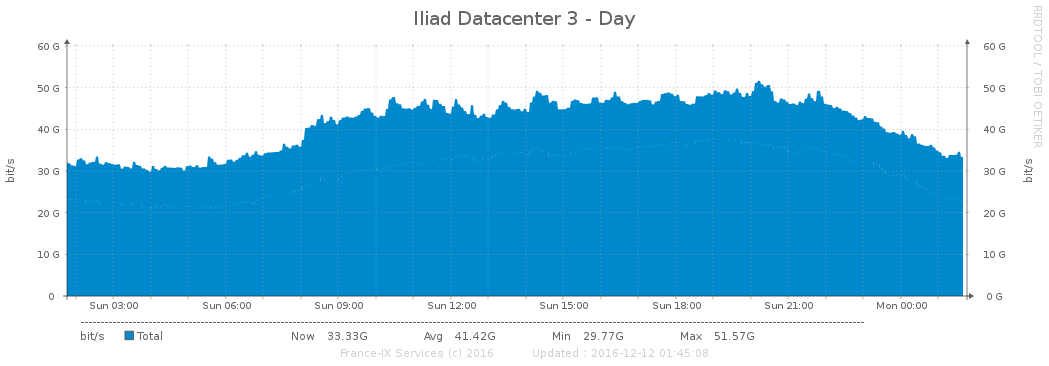 Iliad Datacenter 3 - Day
RRDTOOL / TOBI OETIKER
60 G 60 G
50 G 50 G
40 G 40 G
30 G 30 G
20 G 20 G
10 G 10 G
0 0 G
bit/s bit/s
Sun 03:00 Sun 06:00 Sun 09:00 Sun 12:00 Sun 15:00 Sun 18:00 Sun 21:00 Mon 00:00
bit/s Total Now 33.33G Avg 41.42G Min 29.77G Max 51.57G
France-IX Services (c) 2016 Updated : 2016-12-12 01:45:08